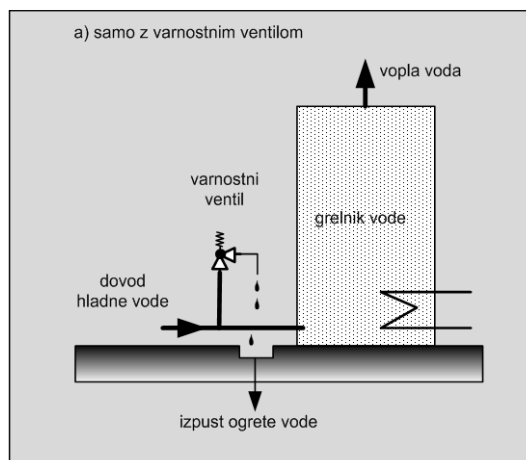 a) samo z varnostnim ventilom
vopla voda
varnostni
ventil
grelnik vode
dovod
hladne vode
izpust ogrete vode